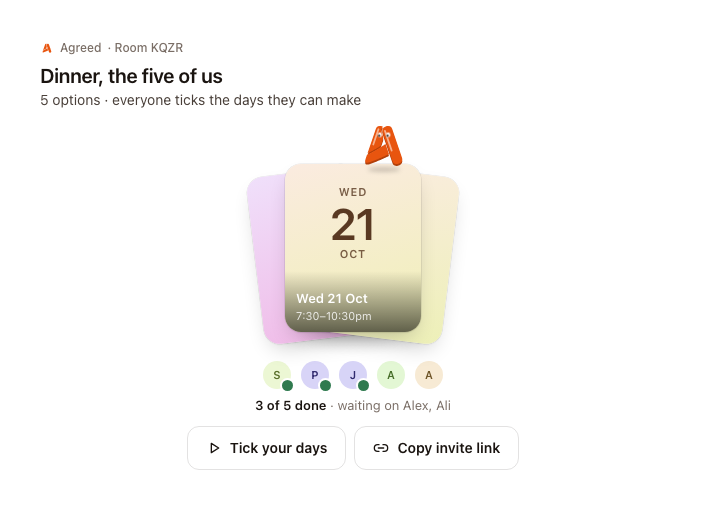 Agreed · Room KQZR
Dinner, the five of us
5 options · everyone ticks the days they can make
WED
21
OCT
Wed 21 Oct
7:30–10:30pm
S P J A A
3 of 5 done · waiting on Alex, Ali
Tick your days
Copy invite link